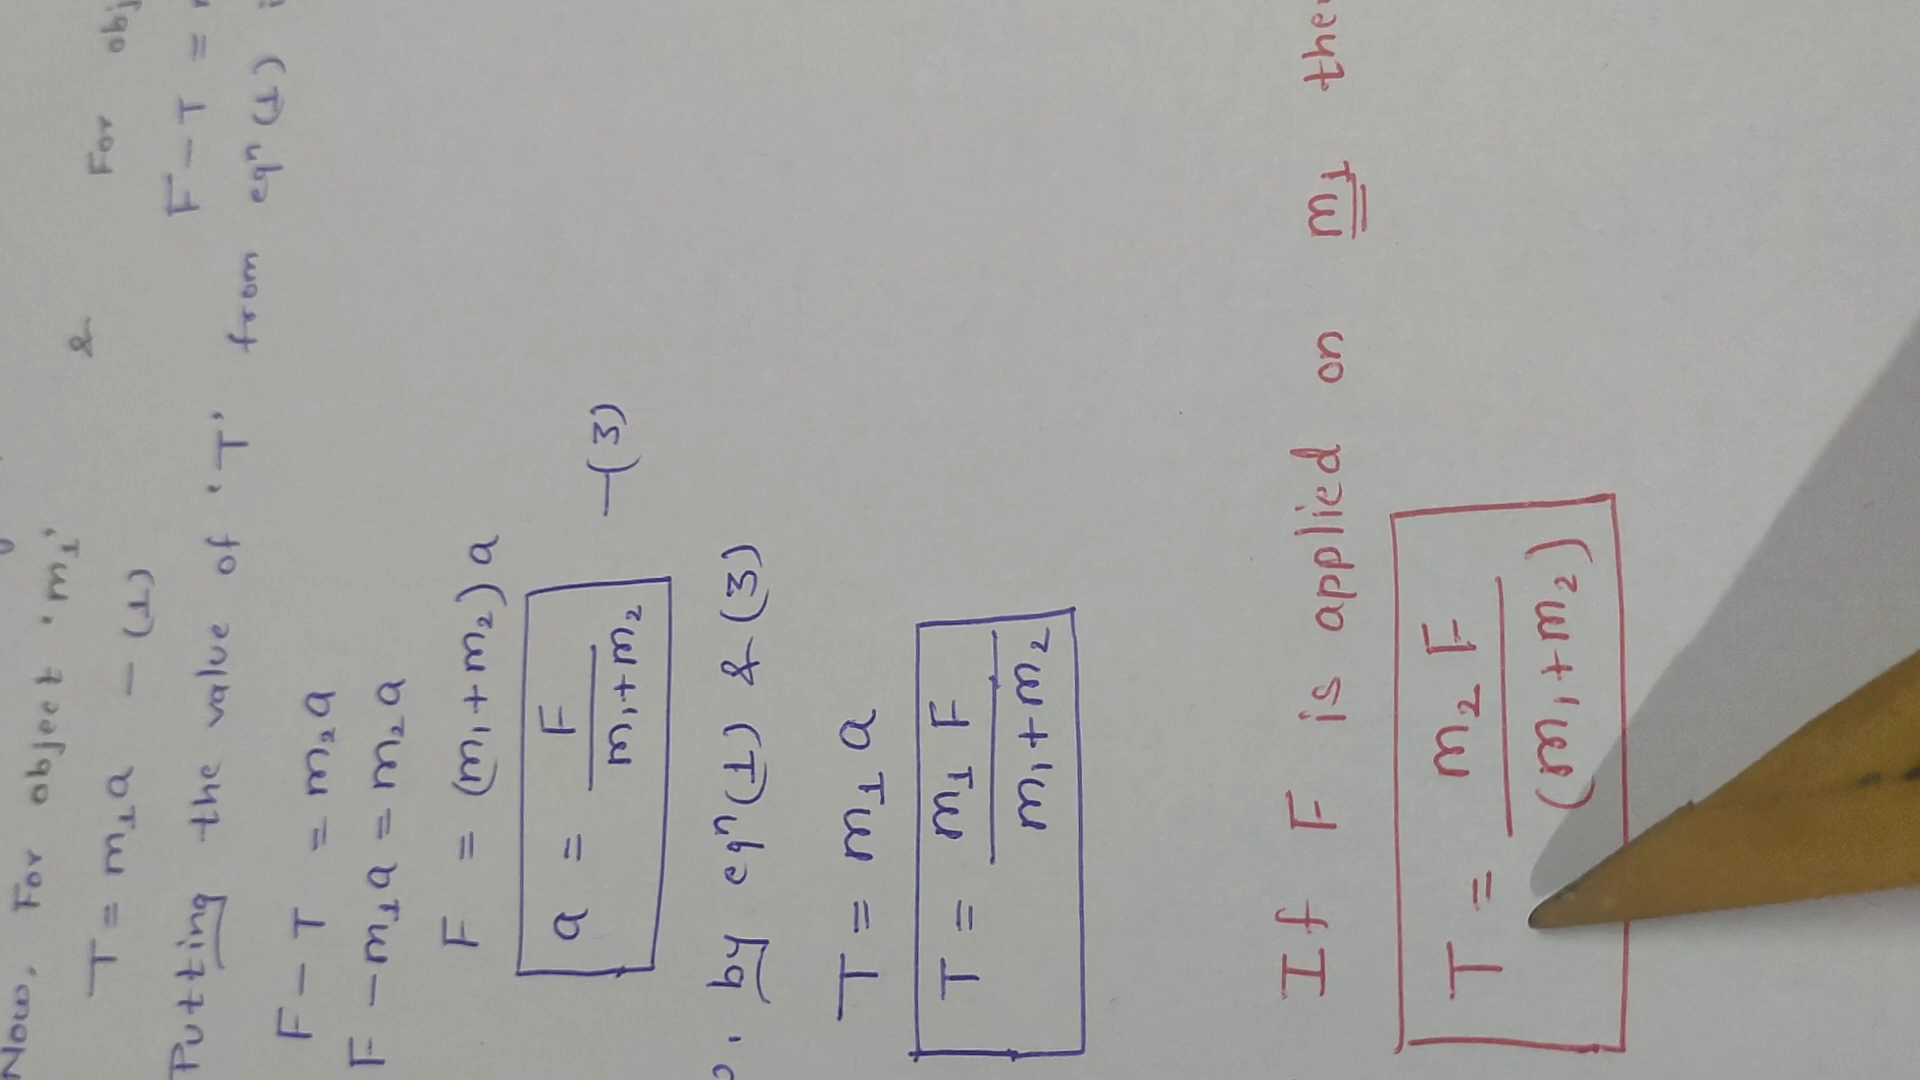 Now, For object 'm₁' & For obj
T = m₁a - (1) F - T =
Putting the value of 'T' from eqⁿ (1)
F - T = m₂a
F - m₁a = m₂a
F = (m₁+m₂) a
a = F / m₁+m₂ - (3)
by eqⁿ (1) & (3)
T = m₁ a
T = m₁ F / m₁+m₂
If F is applied on m₁
T = m₂ F / (m₁+m₂)